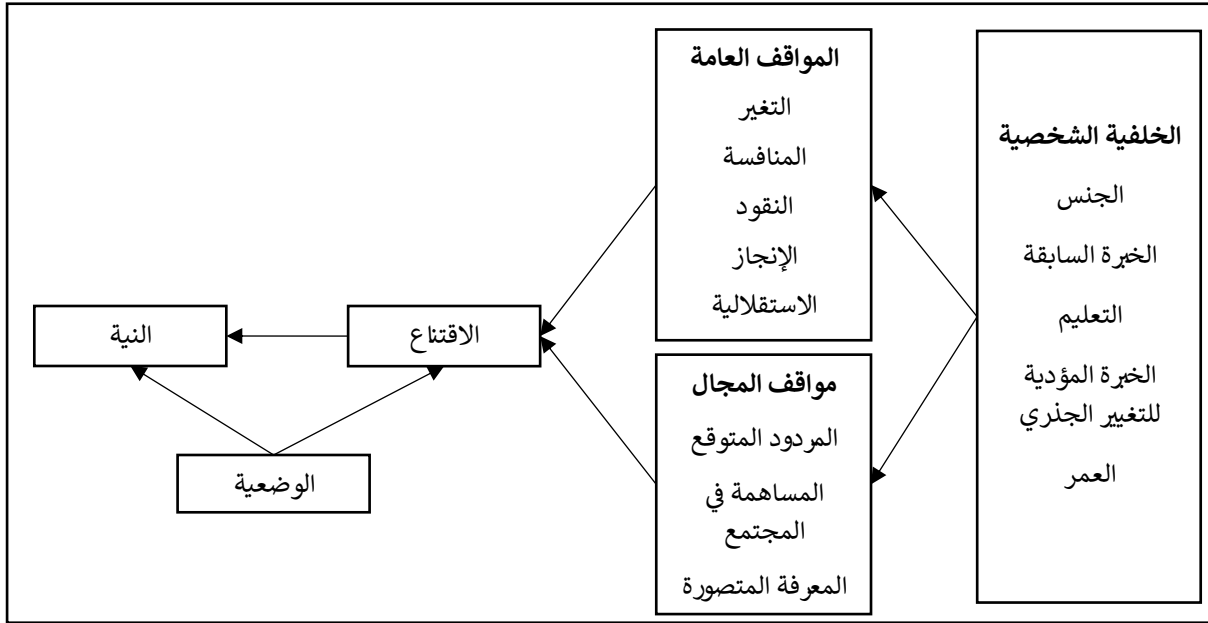 الخلفية الشخصية
الجنس
الخبرة السابقة
التعليم
الخبرة المؤدية
للتغيير الجذري
العمر
المواقف العامة
التغير
المنافسة
النقود
الإنجاز
الاستقلالية
مواقف المجال
المردود المتوقع
المساهمة في
المجتمع
المعرفة المتصورة
الاقتناع
النية
الوضعية